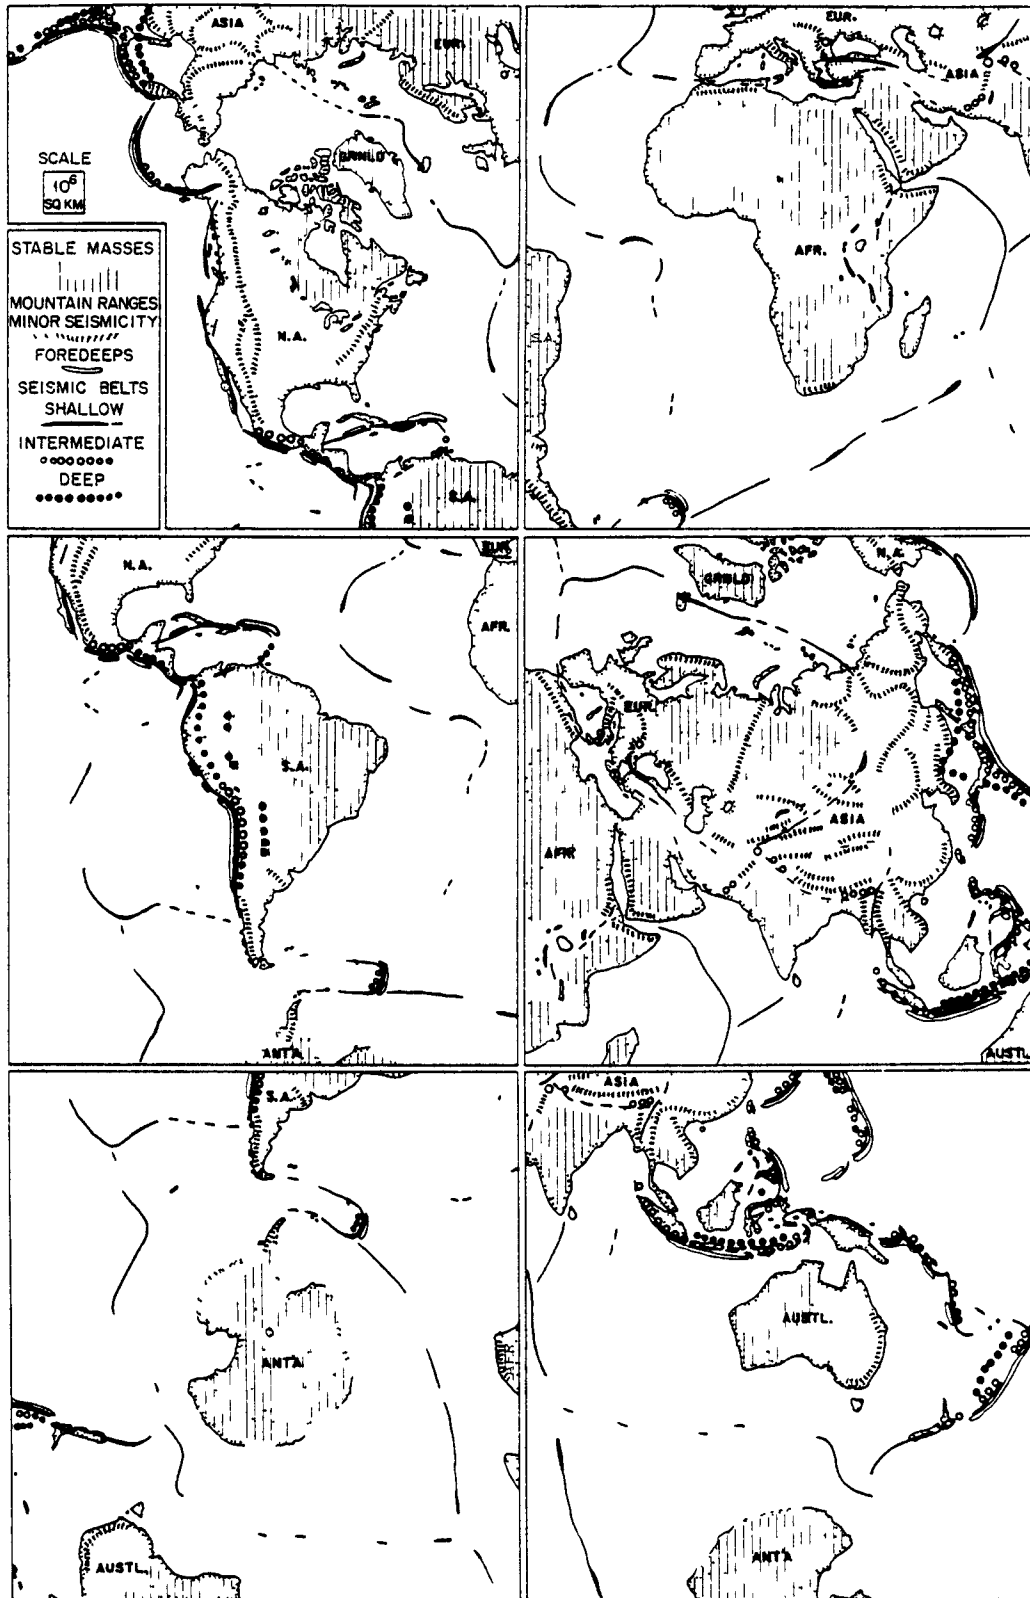 ASIA
EUR.
GRNLD
SCALE
10⁶
SQ KM
STABLE MASSES
MOUNTAIN RANGES
MINOR SEISMICITY
FOREDEEPS
SEISMIC BELTS
SHALLOW
INTERMEDIATE
DEEP
N.A.
S.A.
EUR.
ASIA
AFR.
S.A.
N.A.
EUR.
AFR.
S.A.
ANTA.
N.A.
GRNLD
EUR.
ASIA
AFR
AUSTL.
S.A.
ANTA.
AFR.
AUSTL.
ASIA
AUSTL.
ANTA